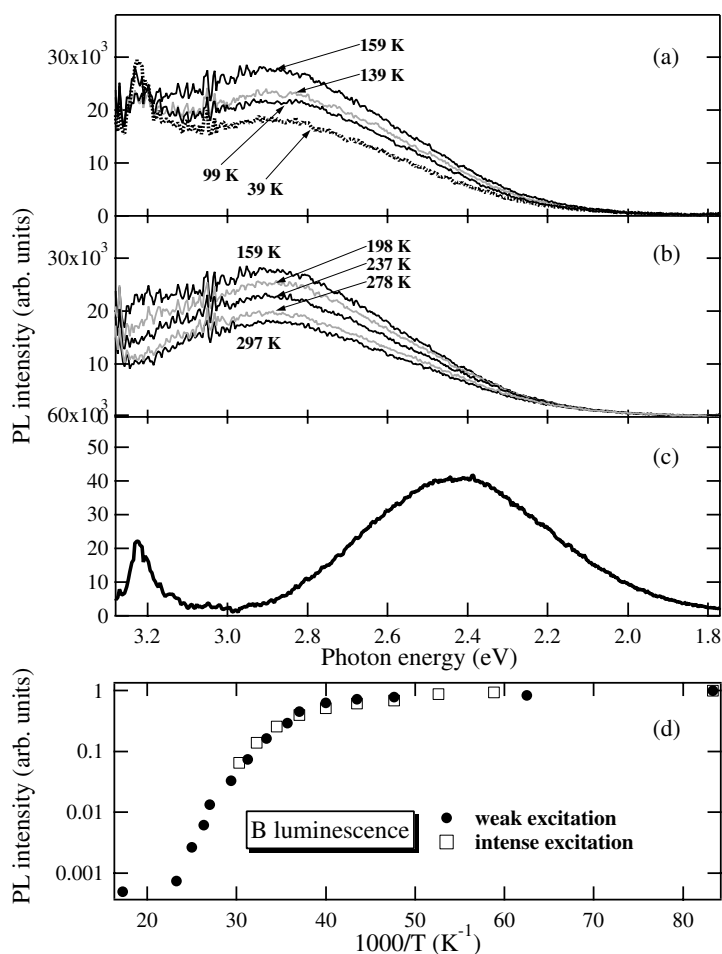 30x10³
20
10
0
(a)
159 K
139 K
99 K
39 K
PL intensity (arb. units)
30x10³
20
10
0
(b)
159 K
198 K
237 K
278 K
297 K
60x10³
50
40
30
20
10
0
(c)
3.2 3.0 2.8 2.6 2.4 2.2 2.0 1.8
Photon energy (eV)
PL intensity (arb. units)
1
0.1
0.01
0.001
(d)
B luminescence
weak excitation
intense excitation
20 30 40 50 60 70 80
1000/T (K⁻¹)